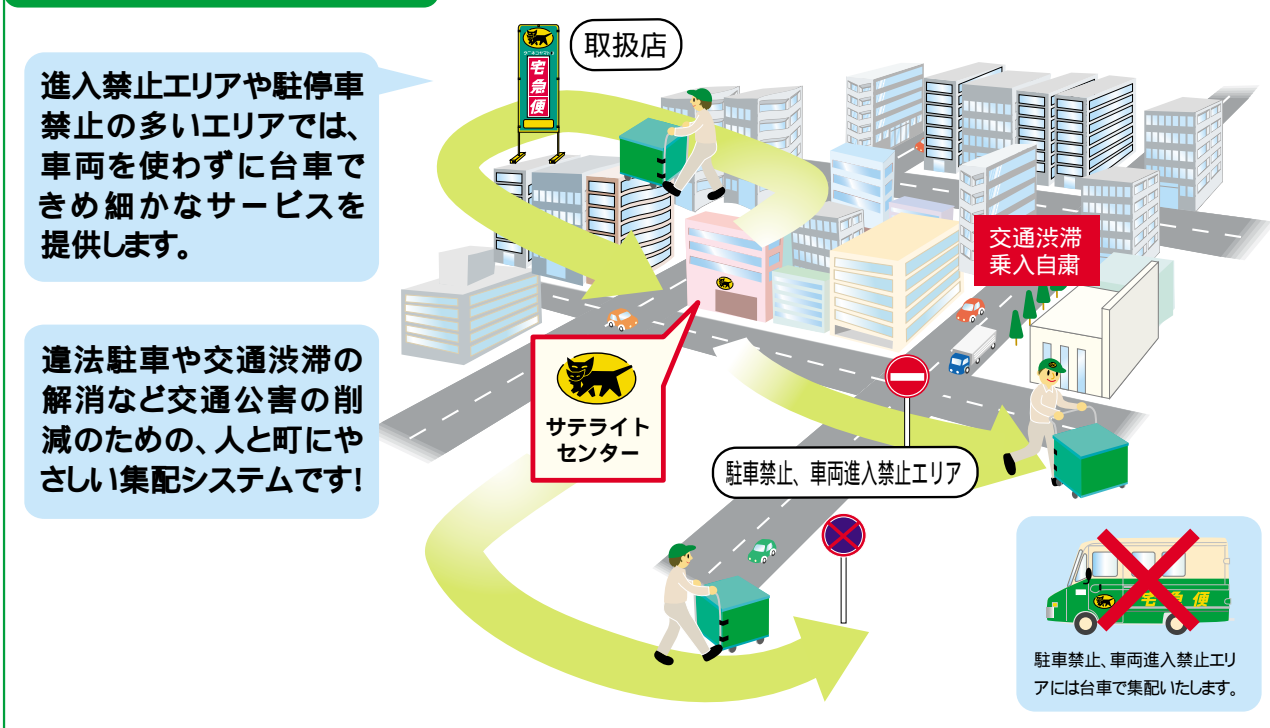 取扱店
宅急便
進入禁止エリアや駐停車
禁止の多いエリアでは、
車両を使わずに台車で
きめ細かなサービスを
提供します。
交通渋滞
乗入自粛
違法駐車や交通渋滞の
解消など交通公害の削
減のための、人と町にや
さしい集配システムです!
サテライト
センター
駐車禁止、車両進入禁止エリア
宅急便
駐車禁止、車両進入禁止エリ
アには台車で集配いたします。